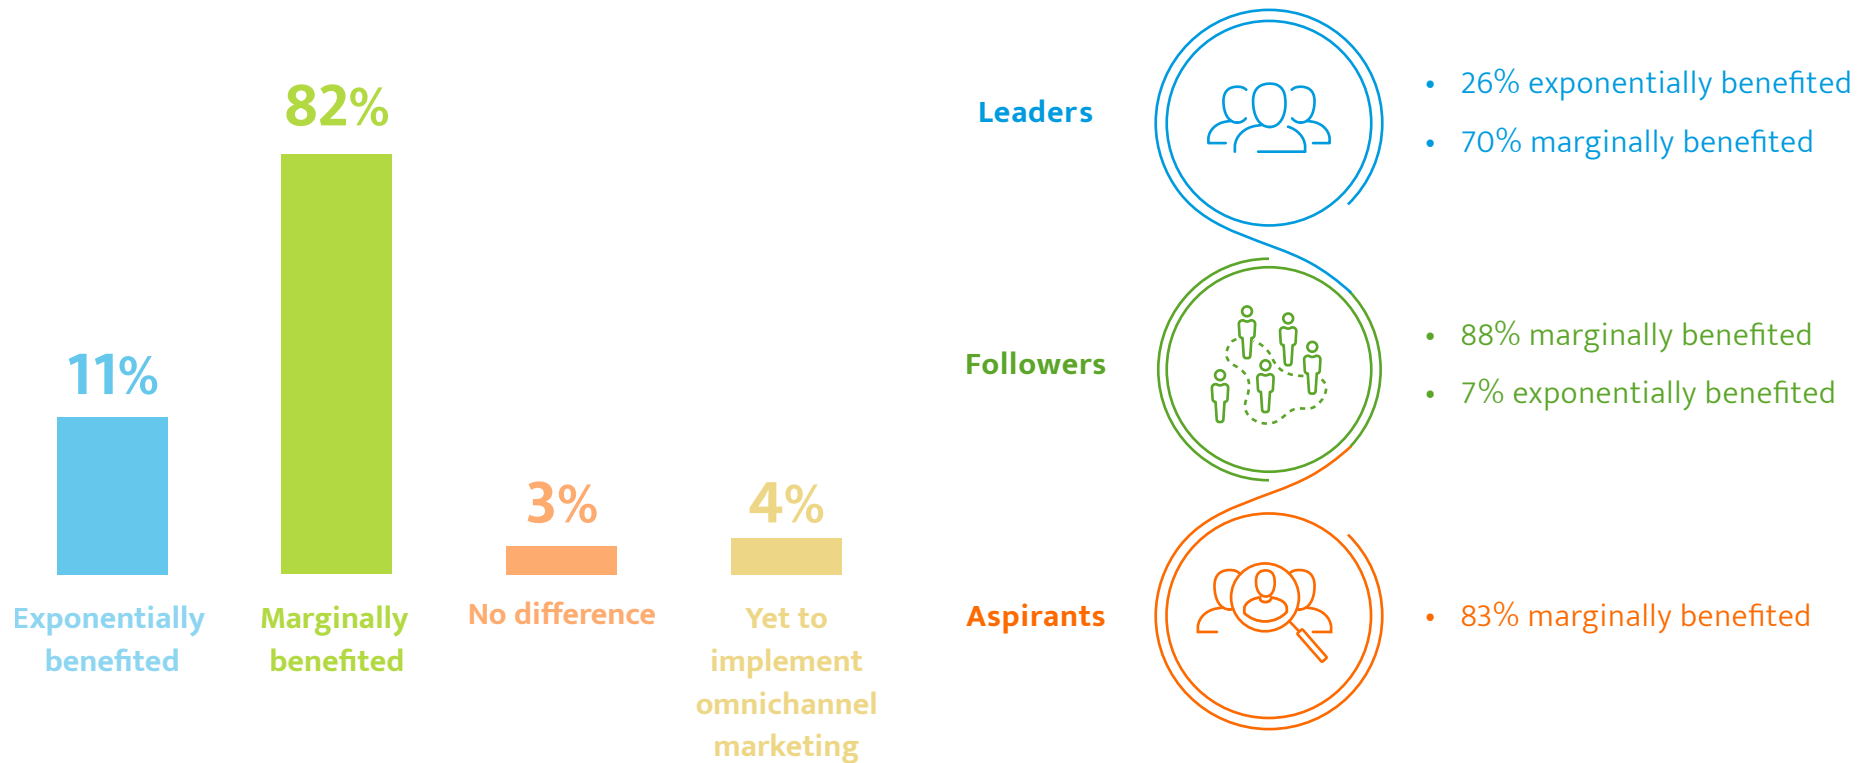 11%
82%
3%
4%
Exponentially
benefited
Marginally
benefited
No difference
Yet to
implement
omnichannel
marketing
Leaders
• 26% exponentially benefited
• 70% marginally benefited
Followers
• 88% marginally benefited
• 7% exponentially benefited
Aspirants
• 83% marginally benefited